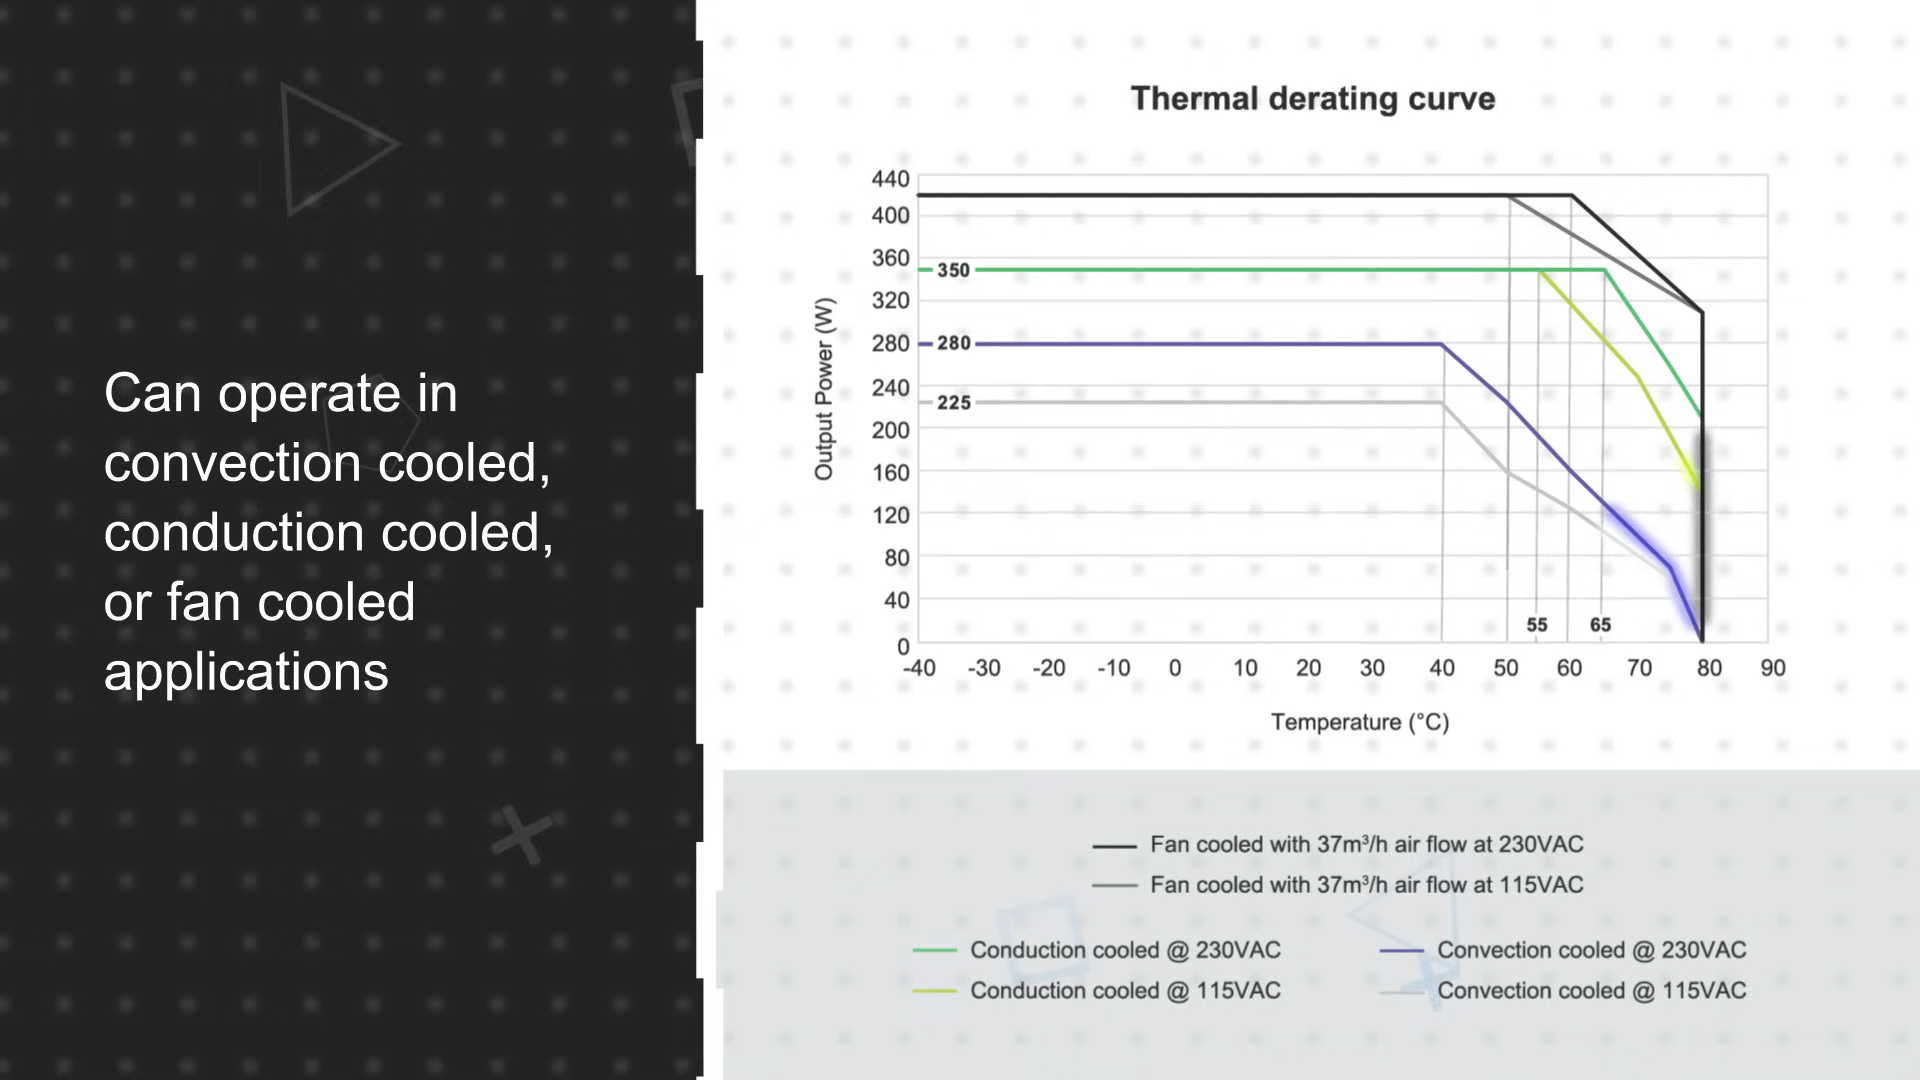 Can operate in
convection cooled,
conduction cooled,
or fan cooled
applications
Thermal derating curve
Output Power (W)
440
400
360
320
280
240
200
160
120
80
40
0
350
280
225
55 65
-40 -30 -20 -10 0 10 20 30 40 50 60 70 80 90
Temperature (°C)
Fan cooled with 37m³/h air flow at 230VAC
Fan cooled with 37m³/h air flow at 115VAC
Conduction cooled @ 230VAC
Convection cooled @ 230VAC
Conduction cooled @ 115VAC
Convection cooled @ 115VAC